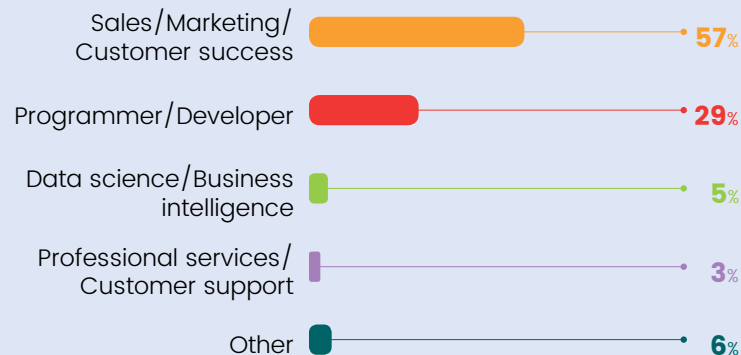 Sales/Marketing/
Customer success
57%
Programmer/Developer
29%
Data science/Business
intelligence
5%
Professional services/
Customer support
3%
Other
6%